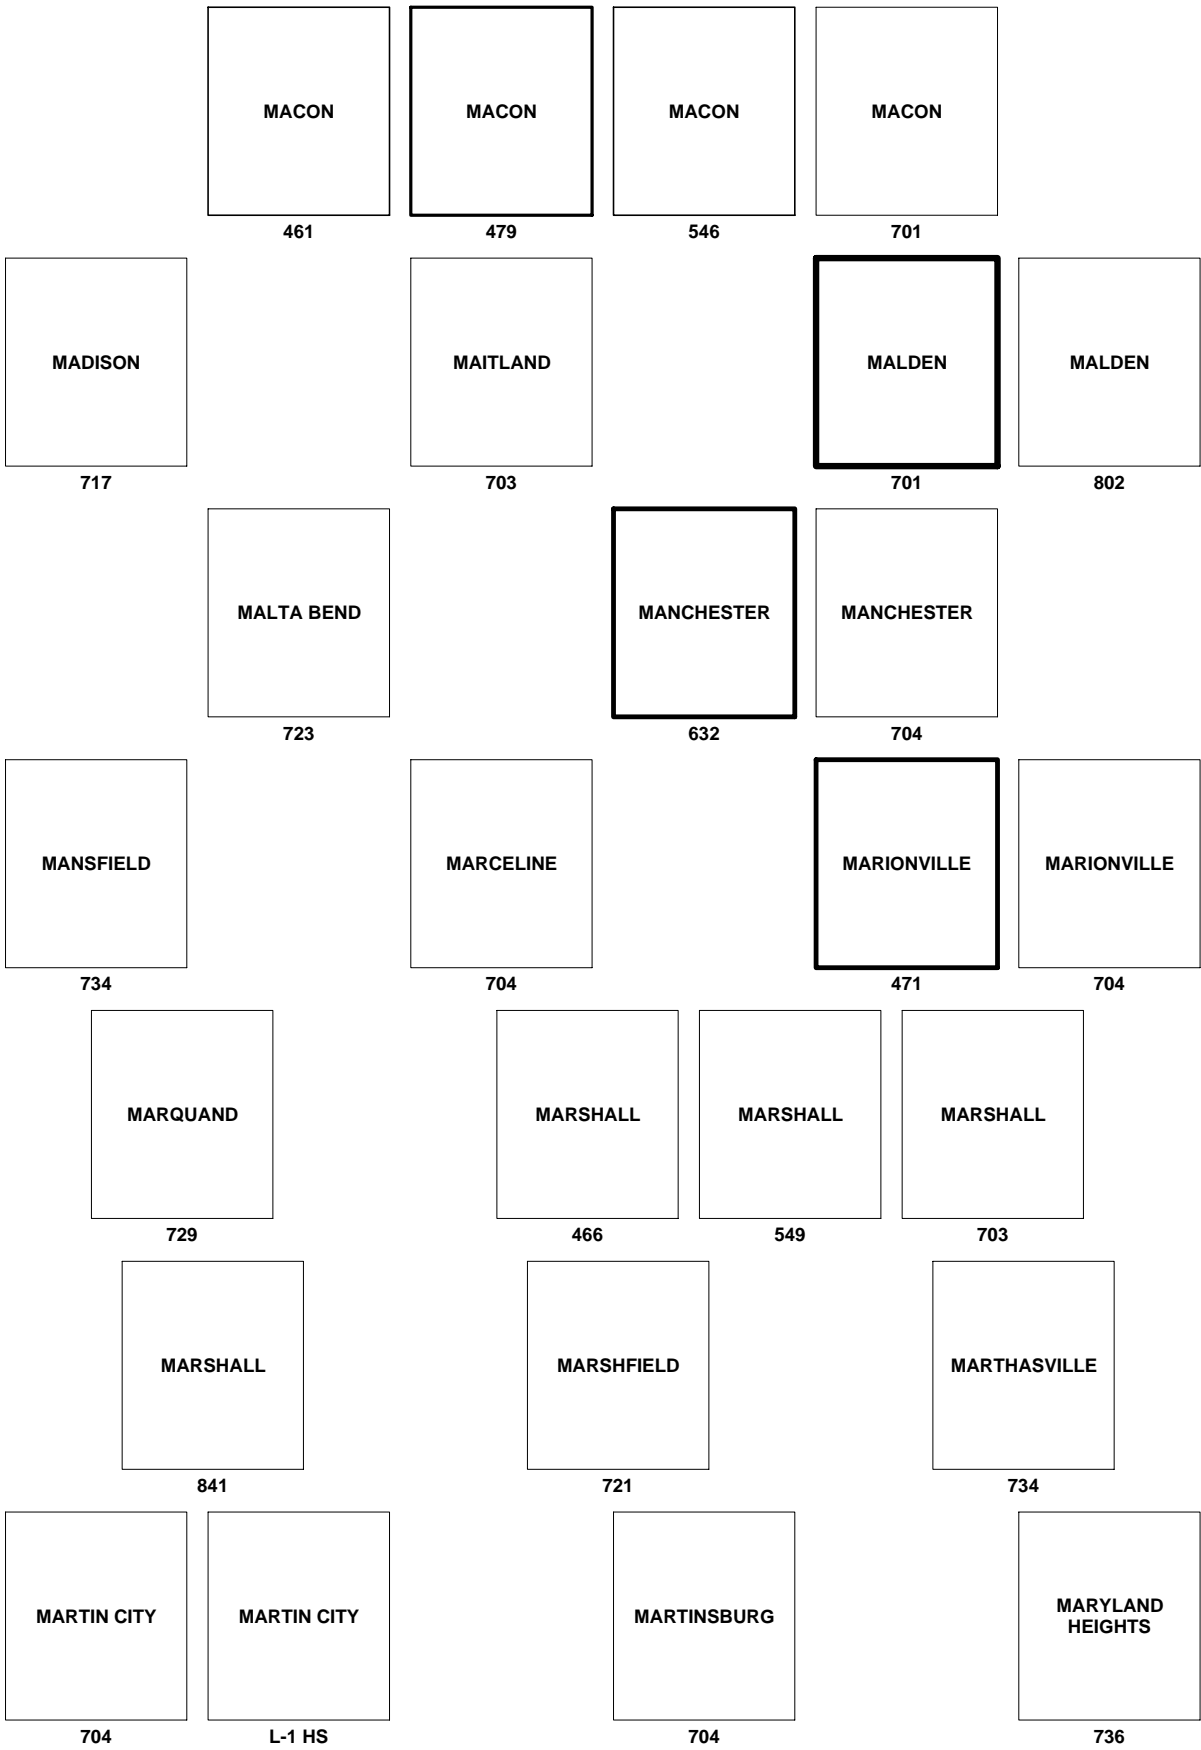 MACON
MACON
MACON
MACON
461
479
546
701
MADISON
MAITLAND
MALDEN
MALDEN
717
703
701
802
MALTA BEND
MANCHESTER
MANCHESTER
723
632
704
MANSFIELD
MARCELINE
MARIONVILLE
MARIONVILLE
734
704
471
704
MARQUAND
MARSHALL
MARSHALL
MARSHALL
729
466
549
703
MARSHALL
MARSHFIELD
MARTHASVILLE
841
721
734
MARTIN CITY
MARTIN CITY
MARTINSBURG
MARYLAND
HEIGHTS
704
L-1 HS
704
736